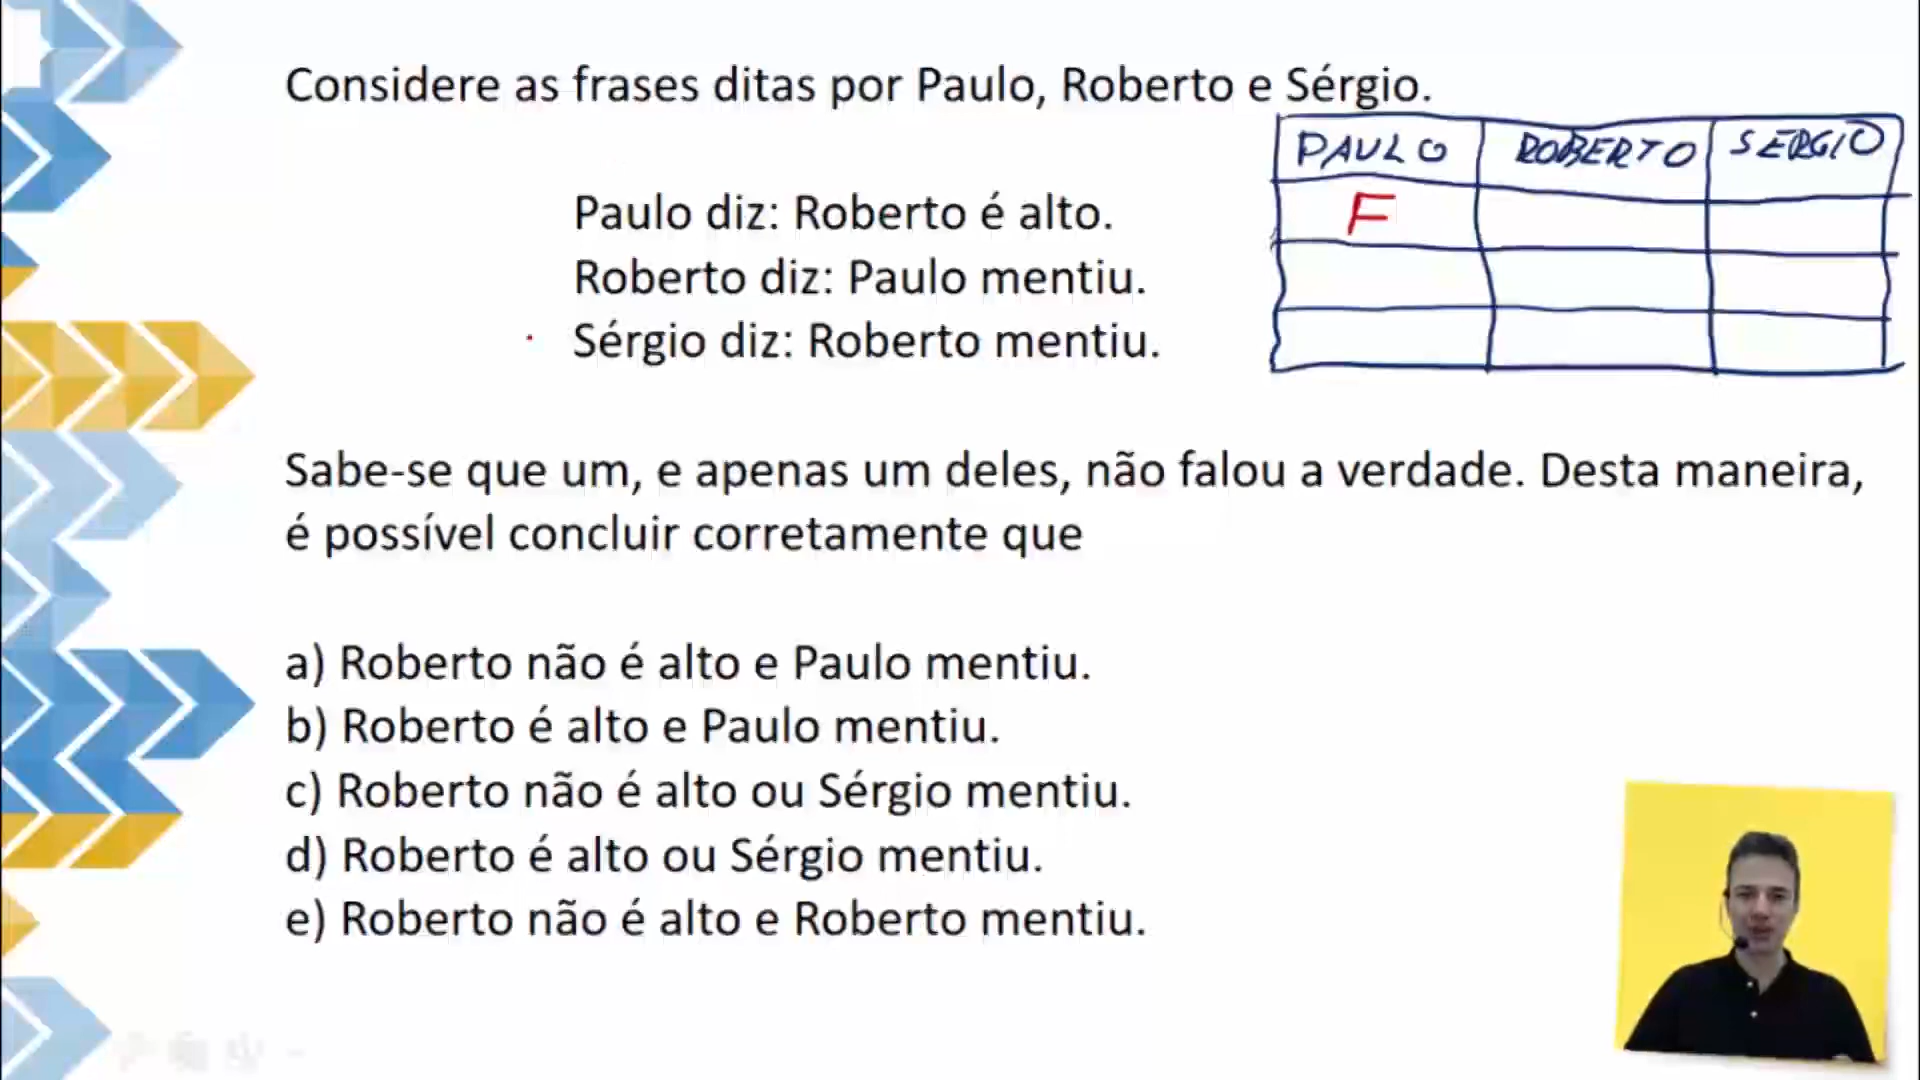 Considere as frases ditas por Paulo, Roberto e Sérgio.
PAULO ROBERTO SERGIO
F
Paulo diz: Roberto é alto.
Roberto diz: Paulo mentiu.
Sérgio diz: Roberto mentiu.
Sabe-se que um, e apenas um deles, não falou a verdade. Desta maneira,
é possível concluir corretamente que
a) Roberto não é alto e Paulo mentiu.
b) Roberto é alto e Paulo mentiu.
c) Roberto não é alto ou Sérgio mentiu.
d) Roberto é alto ou Sérgio mentiu.
e) Roberto não é alto e Roberto mentiu.